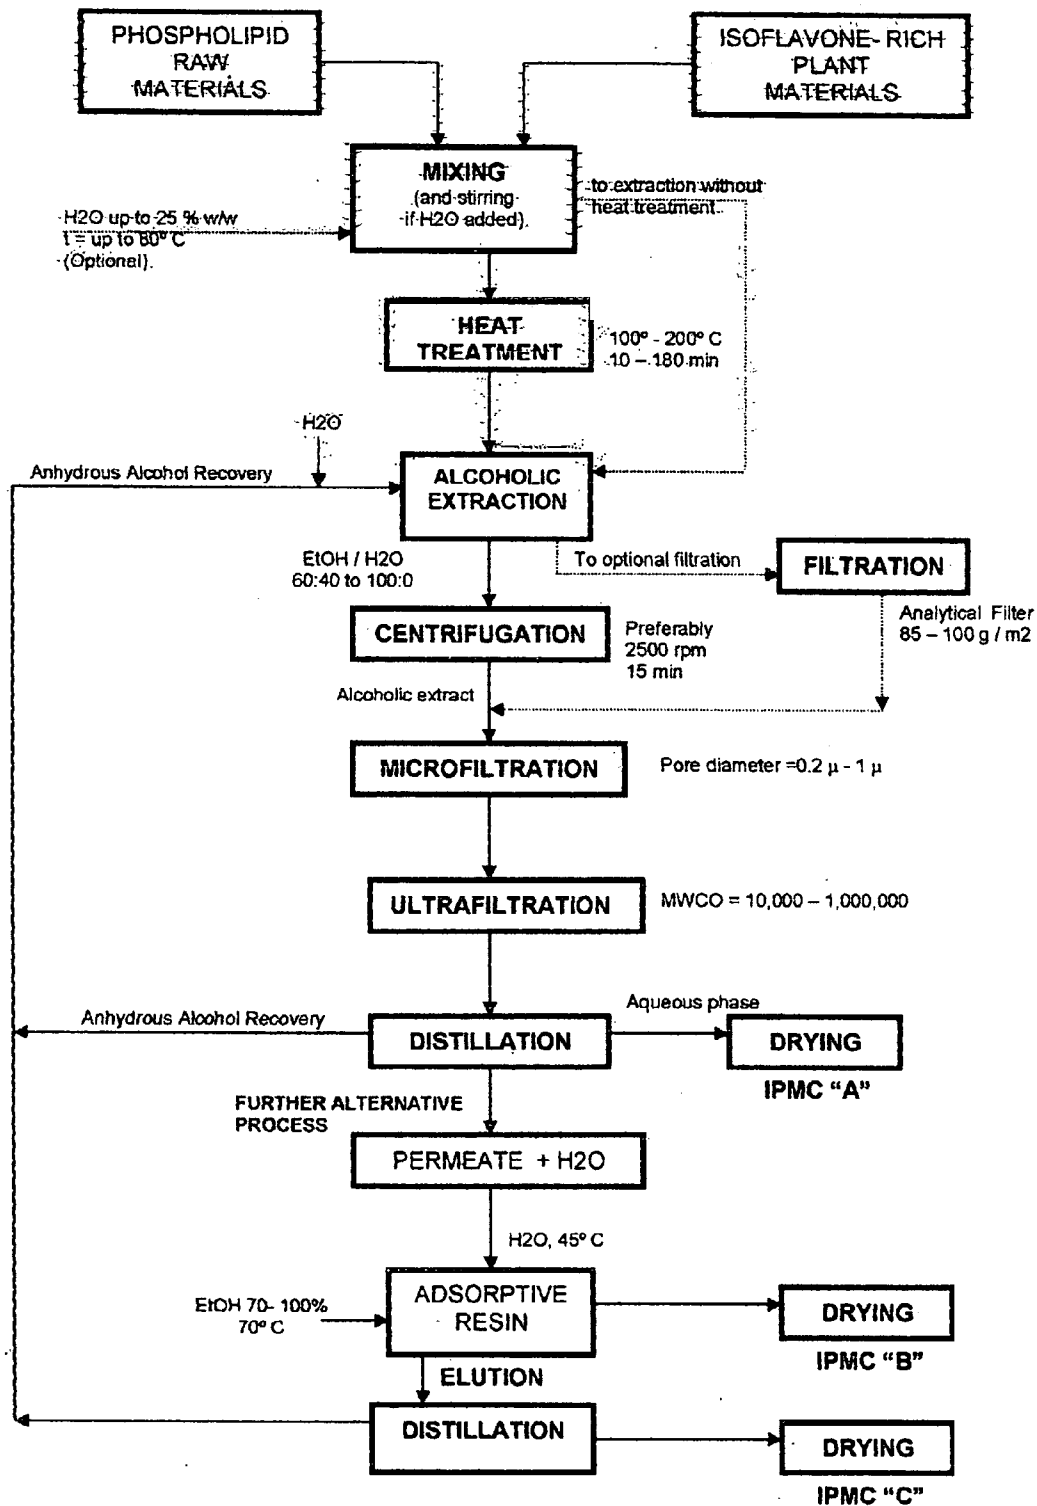 PHOSPHOLIPID
RAW
MATERIALS
ISOFLAVONE-RICH
PLANT
MATERIALS
MIXING
(and stirring
if H2O added)
to extraction without
heat treatment
H2O up to 25 % w/w
t = up to 80º C
(Optional)
HEAT
TREATMENT
100º - 200º C
10 – 180 min
H2O
Anhydrous Alcohol Recovery
ALCOHOLIC
EXTRACTION
EtOH / H2O
60:40 to 100:0
To optional filtration
FILTRATION
CENTRIFUGATION
Preferably
2500 rpm
15 min
Analytical Filter
85 – 100 g / m2
Alcoholic extract
MICROFILTRATION
Pore diameter =0.2 µ - 1 µ
ULTRAFILTRATION
MWCO = 10,000 – 1,000,000
Anhydrous Alcohol Recovery
DISTILLATION
Aqueous phase
DRYING
IPMC “A”
FURTHER ALTERNATIVE
PROCESS
PERMEATE + H2O
H2O, 45º C
EtOH 70- 100%
70º C
ADSORPTIVE
RESIN
DRYING
IPMC “B”
ELUTION
DISTILLATION
DRYING
IPMC “C”